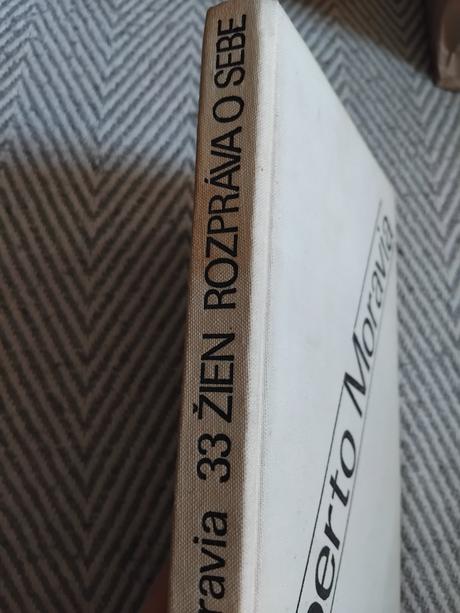 ravia 33 ŽIEN ROZPRÁVA O SEBE
berto Moravia